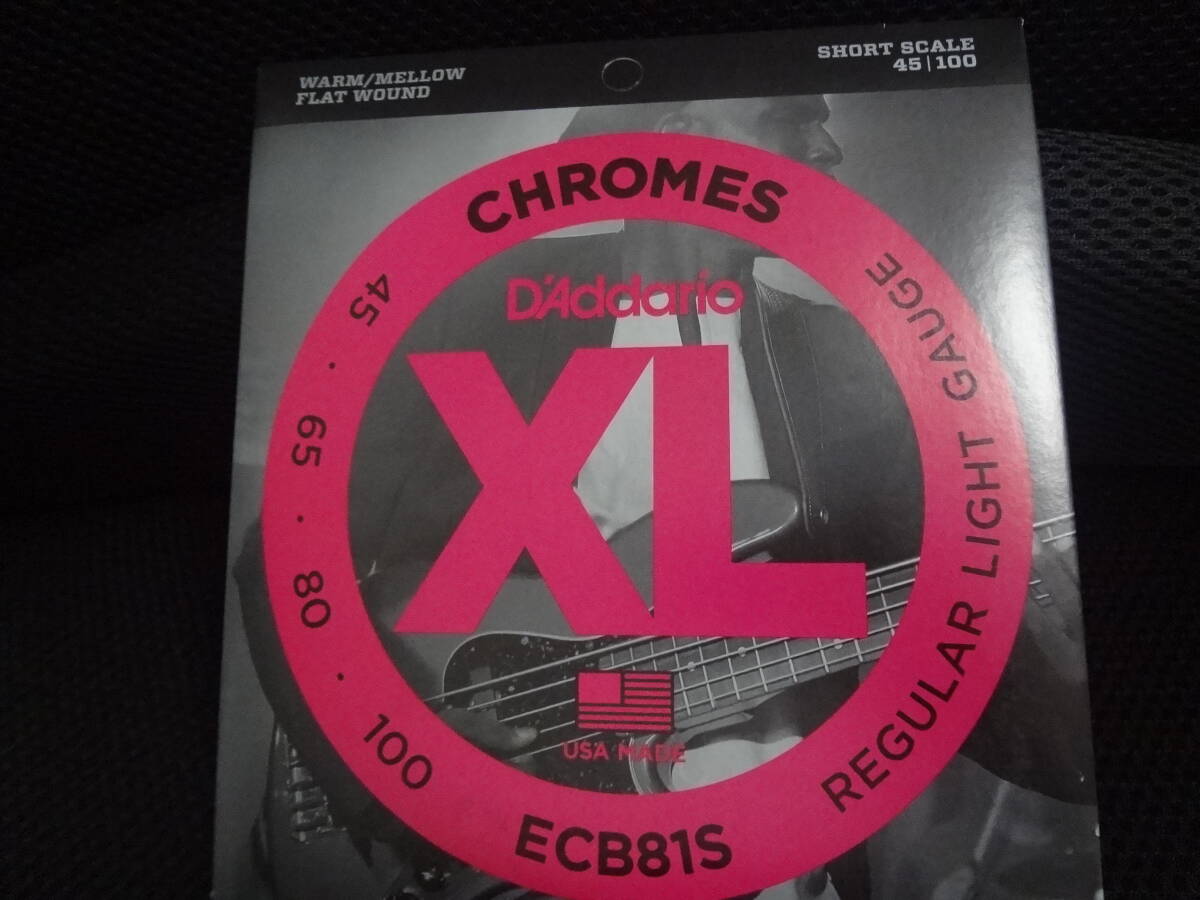 WARM/MELLOW
FLAT WOUND
SHORT SCALE
45|100
CHROMES
D'Addario
XL
45 · 65 · 80 · 100
REGULAR LIGHT GAUGE
USA MADE
ECB81S